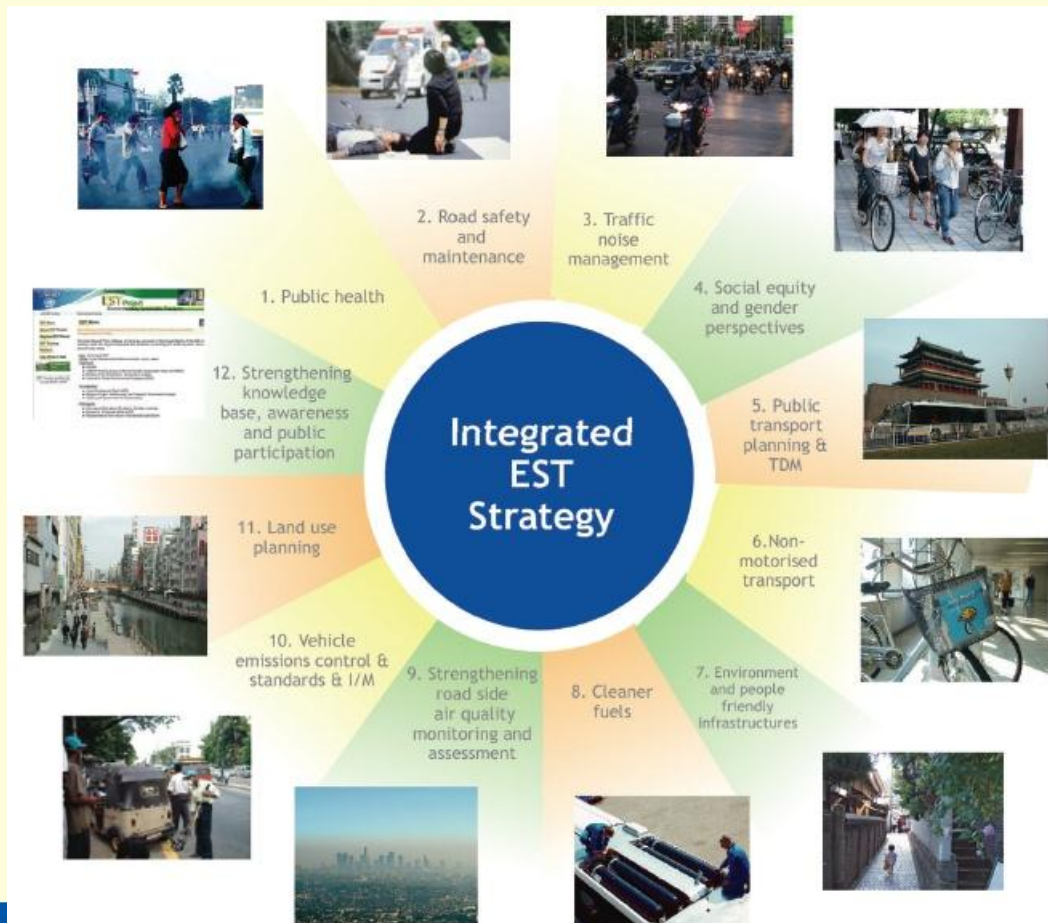 Integrated
EST
Strategy
1. Public health
2. Road safety
and
maintenance
3. Traffic
noise
management
4. Social equity
and gender
perspectives
5. Public
transport
planning &
TDM
6.Non-
motorised
transport
7. Environment
and people
friendly
infrastructures
8. Cleaner
fuels
9. Strengthening
road side
air quality
monitoring and
assessment
10. Vehicle
emissions control &
standards & I/M
11. Land use
planning
12. Strengthening
knowledge
base, awareness
and public
participation
EST Project